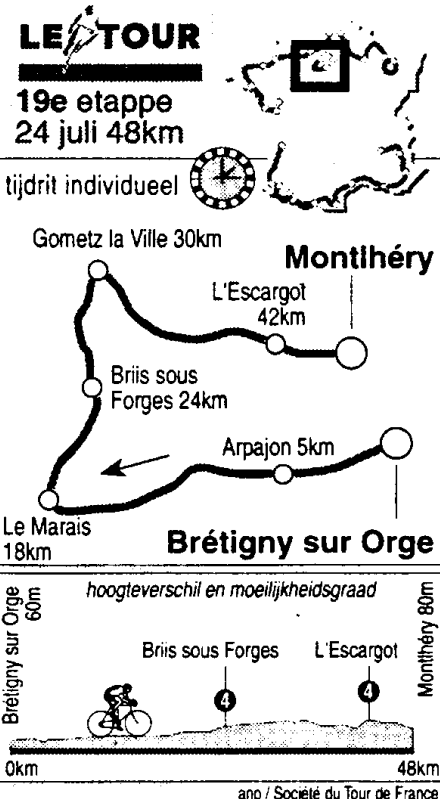 LE TOUR
19e etappe
24 juli 48km
tijdrit individueel
Gometz la Ville 30km
Montlhéry
L'Escargot
42km
Briis sous
Forges 24km
Arpajon 5km
Le Marais
18km
Brétigny sur Orge
hoogteverschil en moeilijkheidsgraad
Brétigny sur Orge
60m
Briis sous Forges
L'Escargot
Montlhéry 80m
4
4
0km
48km
anp / Société du Tour de France